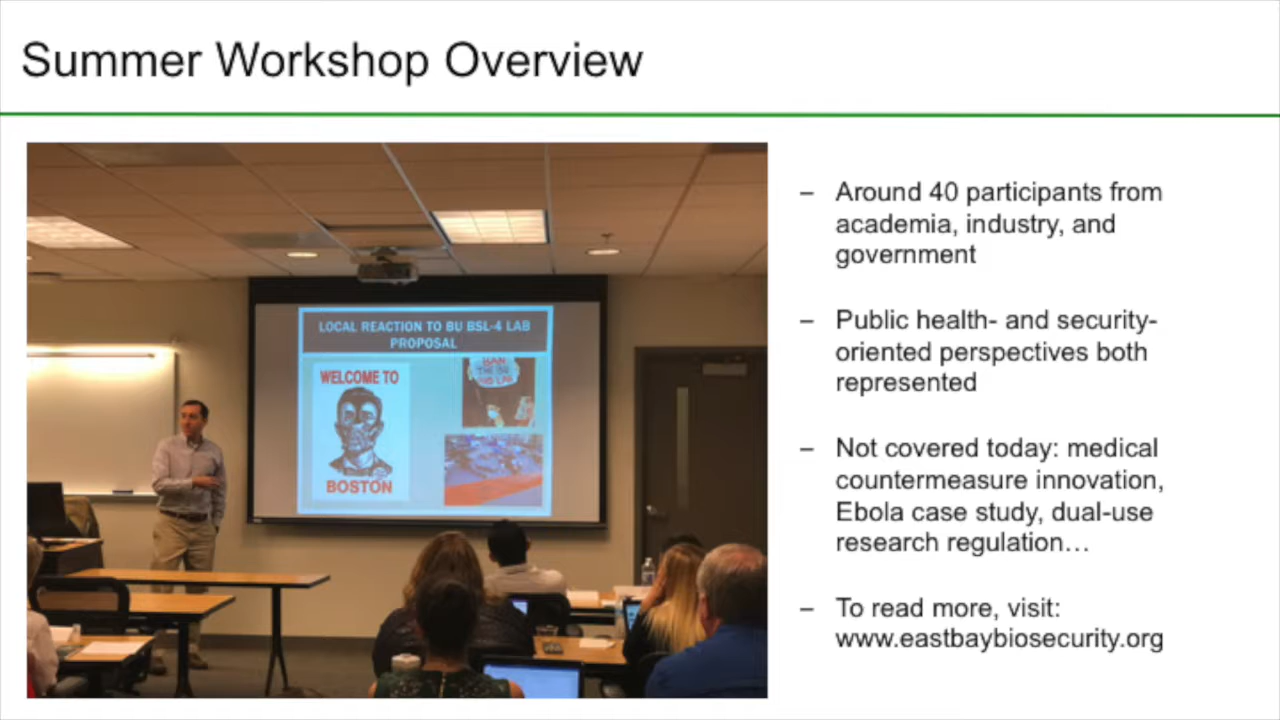 Summer Workshop Overview
LOCAL REACTION TO BU BSL-4 LAB
PROPOSAL
WELCOME TO
BOSTON
– Around 40 participants from
academia, industry, and
government
– Public health- and security-
oriented perspectives both
represented
– Not covered today: medical
countermeasure innovation,
Ebola case study, dual-use
research regulation…
– To read more, visit:
www.eastbaybiosecurity.org